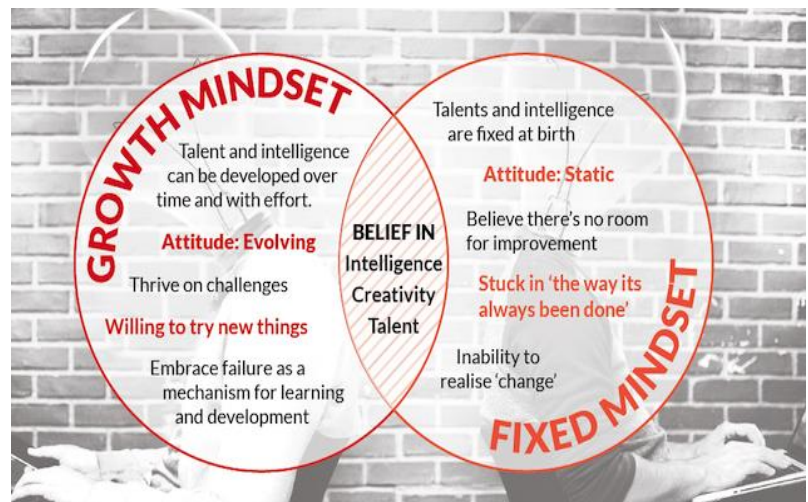 GROWTH MINDSET
Talent and intelligence
can be developed over
time and with effort.
Attitude: Evolving
Thrive on challenges
Willing to try new things
Embrace failure as a
mechanism for learning
and development
BELIEF IN
Intelligence
Creativity
Talent
Talents and intelligence
are fixed at birth
Attitude: Static
Believe there's no room
for improvement
Stuck in 'the way its
always been done'
Inability to
realise 'change'
FIXED MINDSET